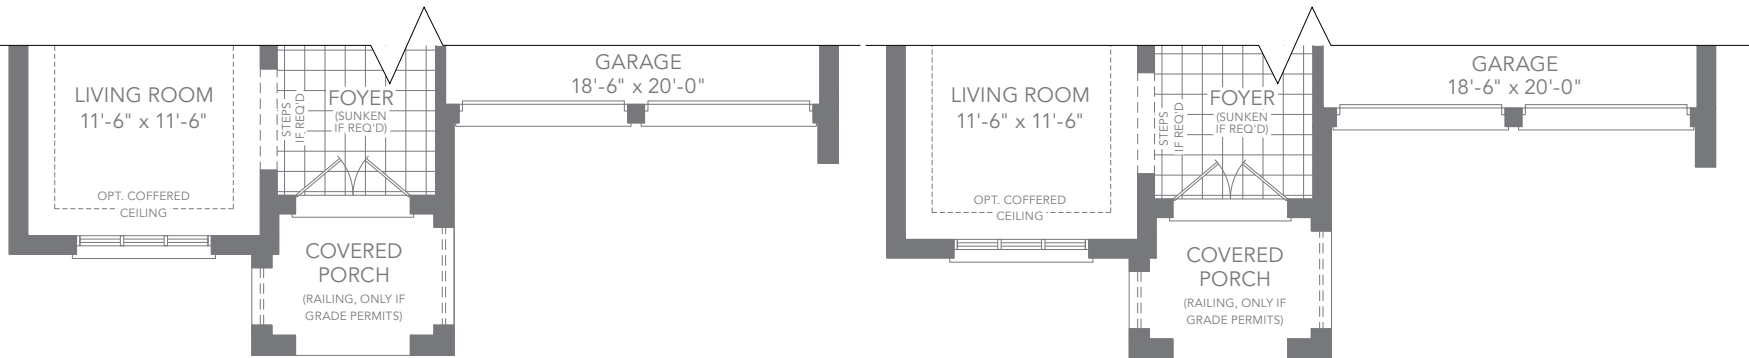 GARAGE
18'-6" x 20'-0"
LIVING ROOM
11'-6" x 11'-6"
STEPS
IF REQ'D
FOYER
(SUNKEN
IF REQ'D)
OPT. COFFERED
CEILING
COVERED
PORCH
(RAILING, ONLY IF
GRADE PERMITS)
GARAGE
18'-6" x 20'-0"
LIVING ROOM
11'-6" x 11'-6"
STEPS
IF REQ'D
FOYER
(SUNKEN
IF REQ'D)
OPT. COFFERED
CEILING
COVERED
PORCH
(RAILING, ONLY IF
GRADE PERMITS)